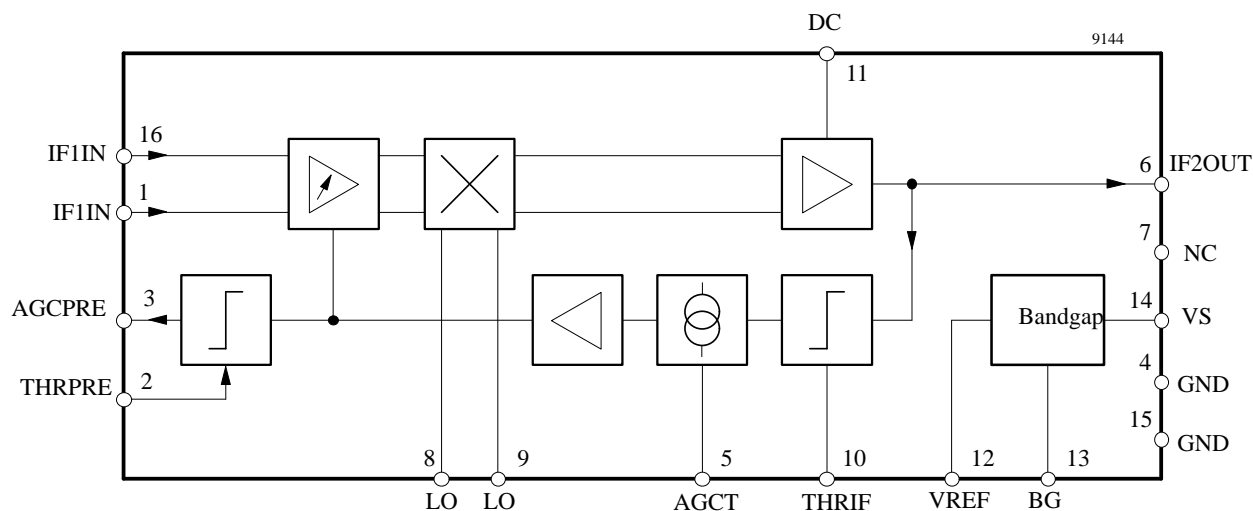 DC
9144
11
16
IF1IN
1
IF1IN
6
IF2OUT
7
NC
3
AGCPRE
14
VS
Bandgap
2
THRPRE
4
GND
15
GND
8
9
5
10
12
13
LO
LO
AGCT
THRIF
VREF
BG